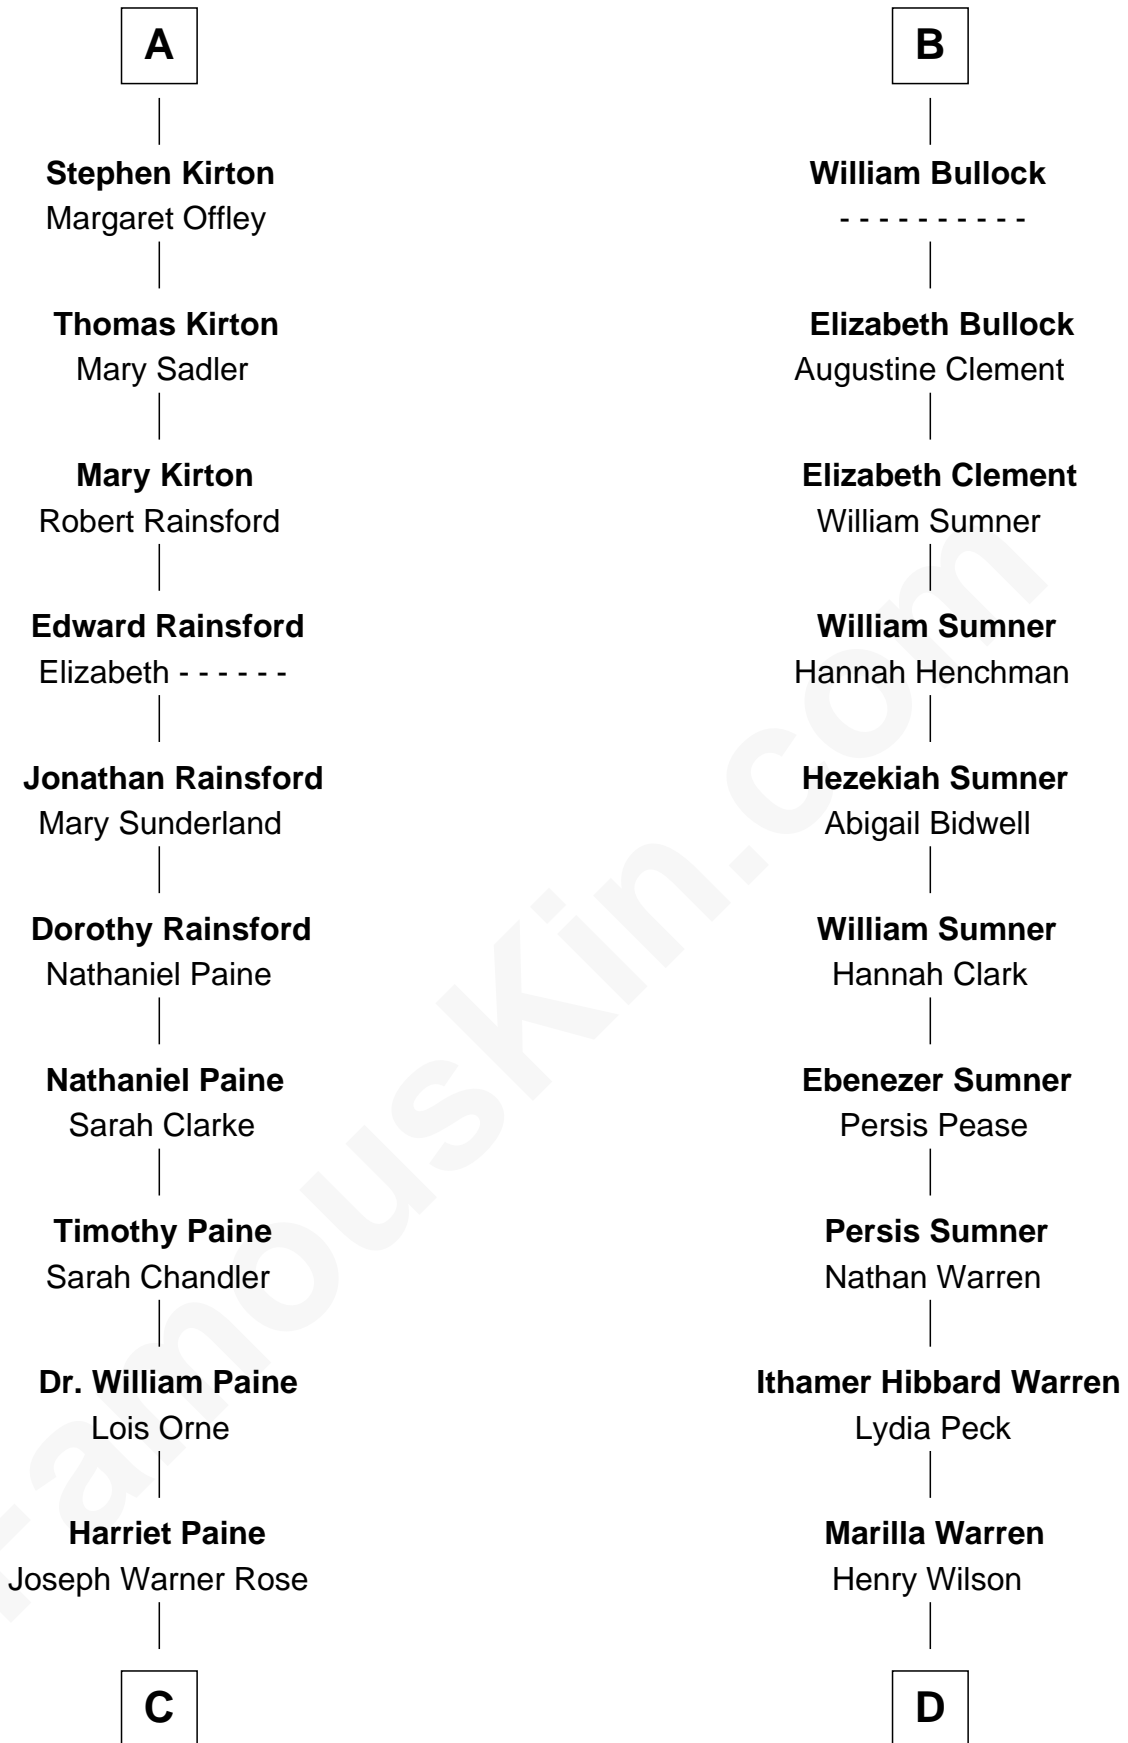 A
Stephen Kirton
Margaret Offley
Thomas Kirton
Mary Sadler
Mary Kirton
Robert Rainsford
Edward Rainsford
Elizabeth - - - - - -
Jonathan Rainsford
Mary Sunderland
Dorothy Rainsford
Nathaniel Paine
Nathaniel Paine
Sarah Clarke
Timothy Paine
Sarah Chandler
Dr. William Paine
Lois Orne
Harriet Paine
Joseph Warner Rose
C
B
William Bullock
- - - - - - - - - -
Elizabeth Bullock
Augustine Clement
Elizabeth Clement
William Sumner
William Sumner
Hannah Henchman
Hezekiah Sumner
Abigail Bidwell
William Sumner
Hannah Clark
Ebenezer Sumner
Persis Pease
Persis Sumner
Nathan Warren
Ithamer Hibbard Warren
Lydia Peck
Marilla Warren
Henry Wilson
D
FamousKin.com